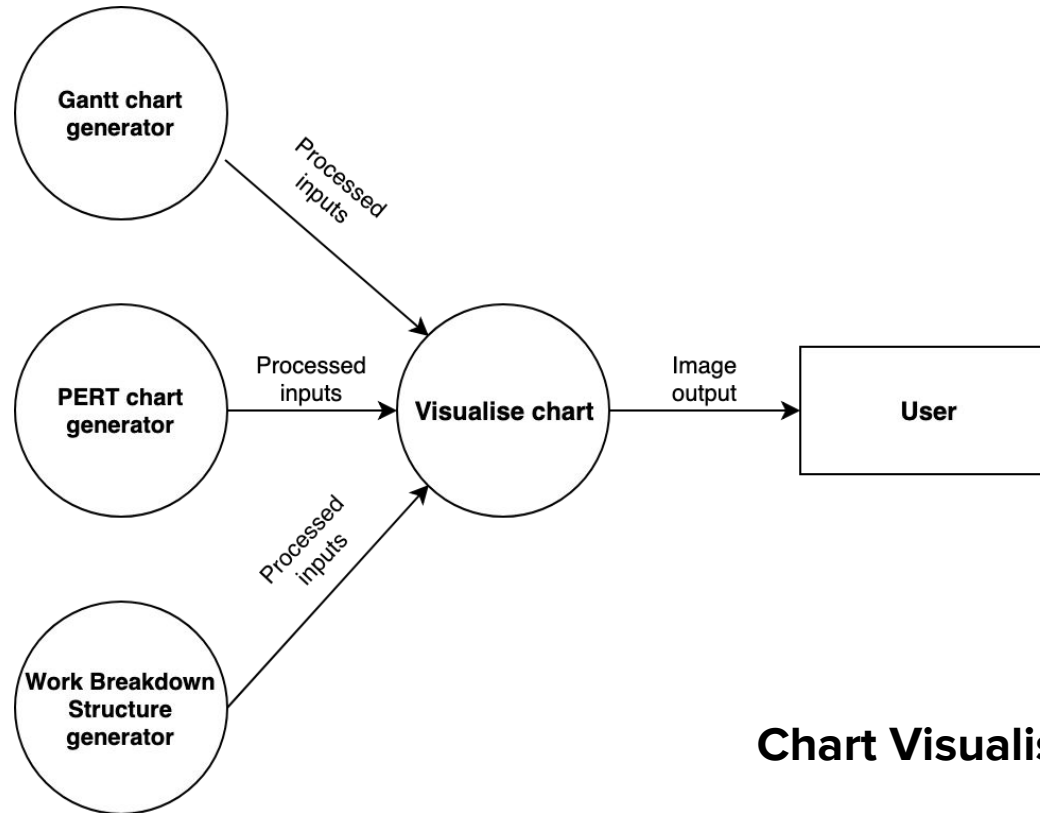 Gantt chart
generator
Processed
inputs
PERT chart
generator
Processed
inputs
Visualise chart
Image
output
User
Processed
inputs
Work Breakdown
Structure
generator
Chart